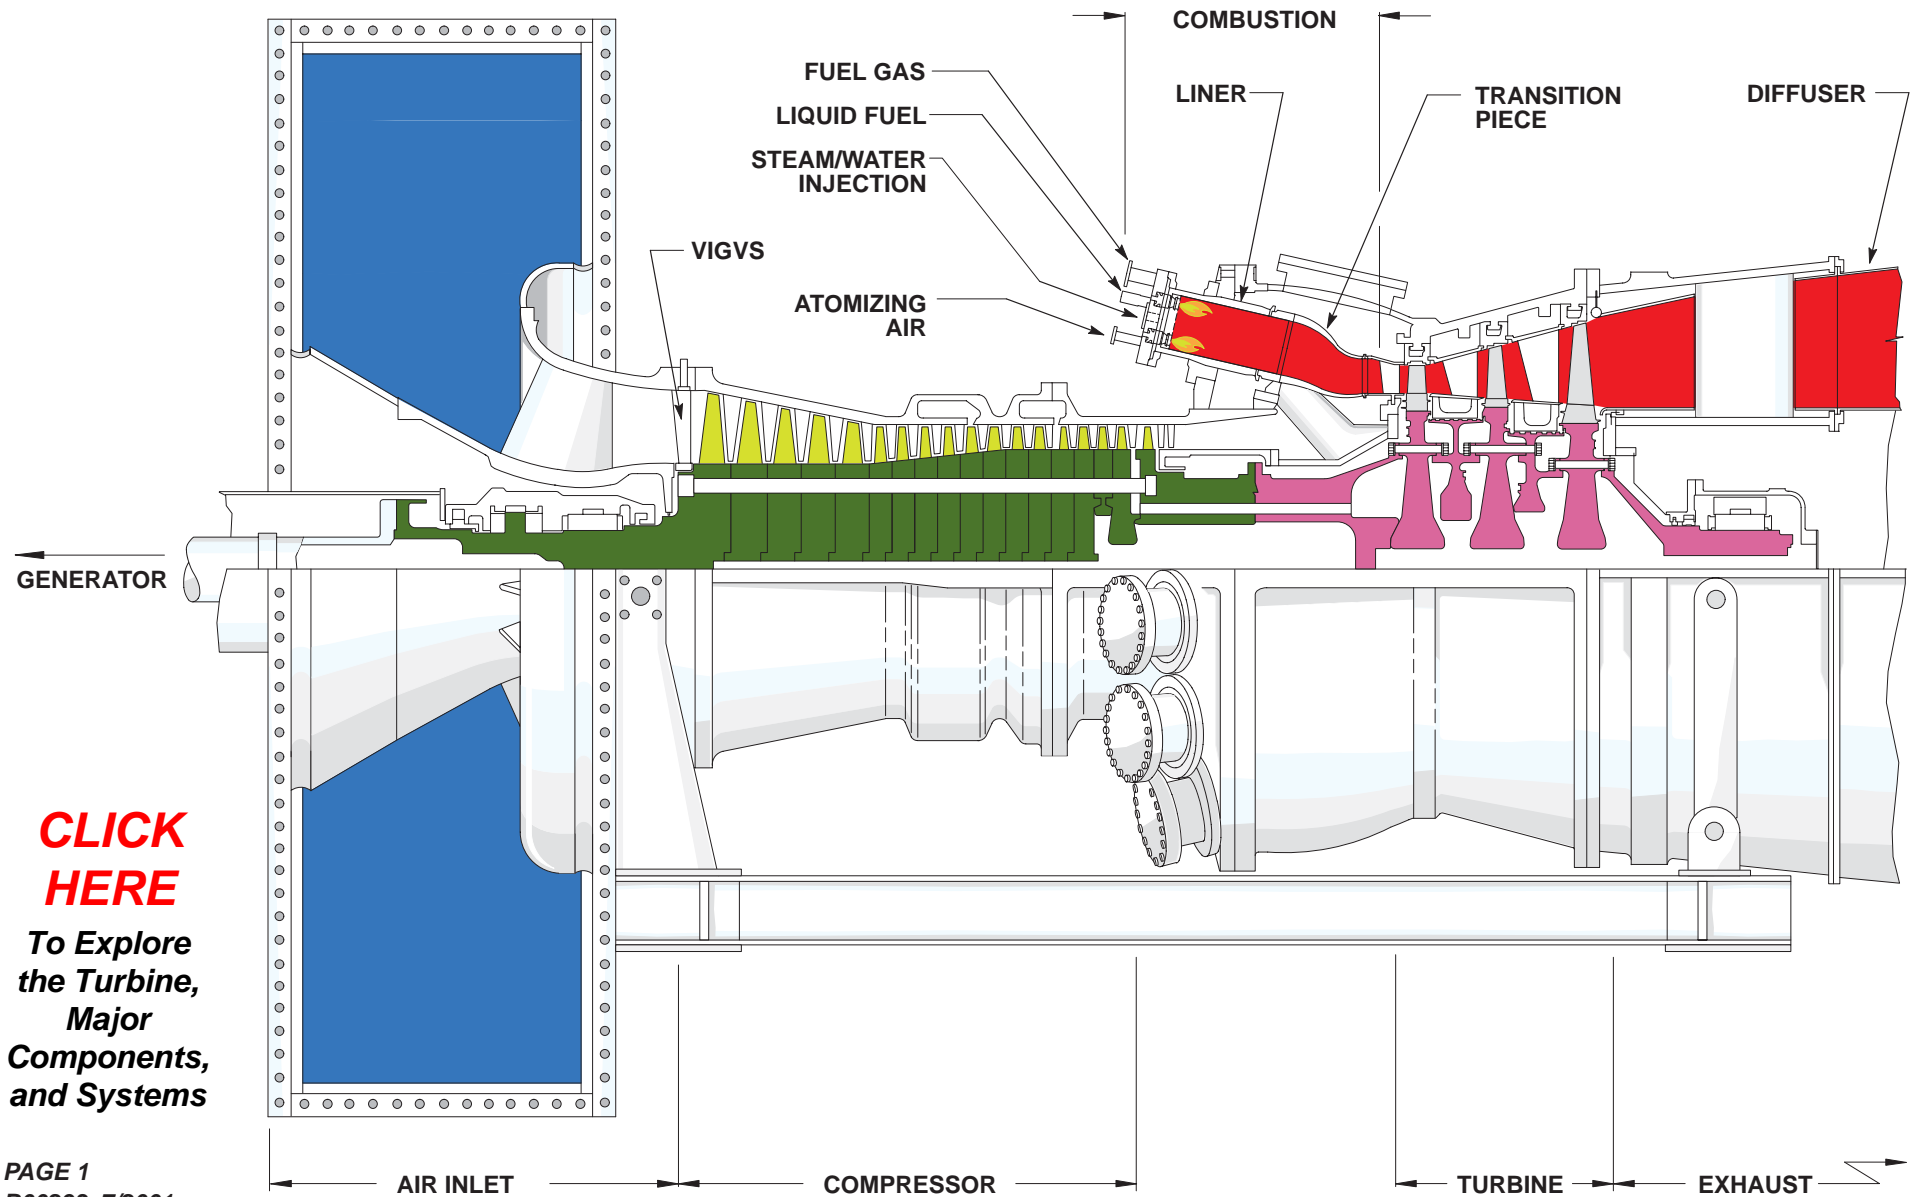 COMBUSTION
FUEL GAS
LINER
TRANSITION
PIECE
DIFFUSER
LIQUID FUEL
STEAM/WATER
INJECTION
VIGVS
ATOMIZING
AIR
GENERATOR
CLICK
HERE
To Explore
the Turbine,
Major
Components,
and Systems
PAGE 1
AIR INLET
COMPRESSOR
TURBINE
EXHAUST